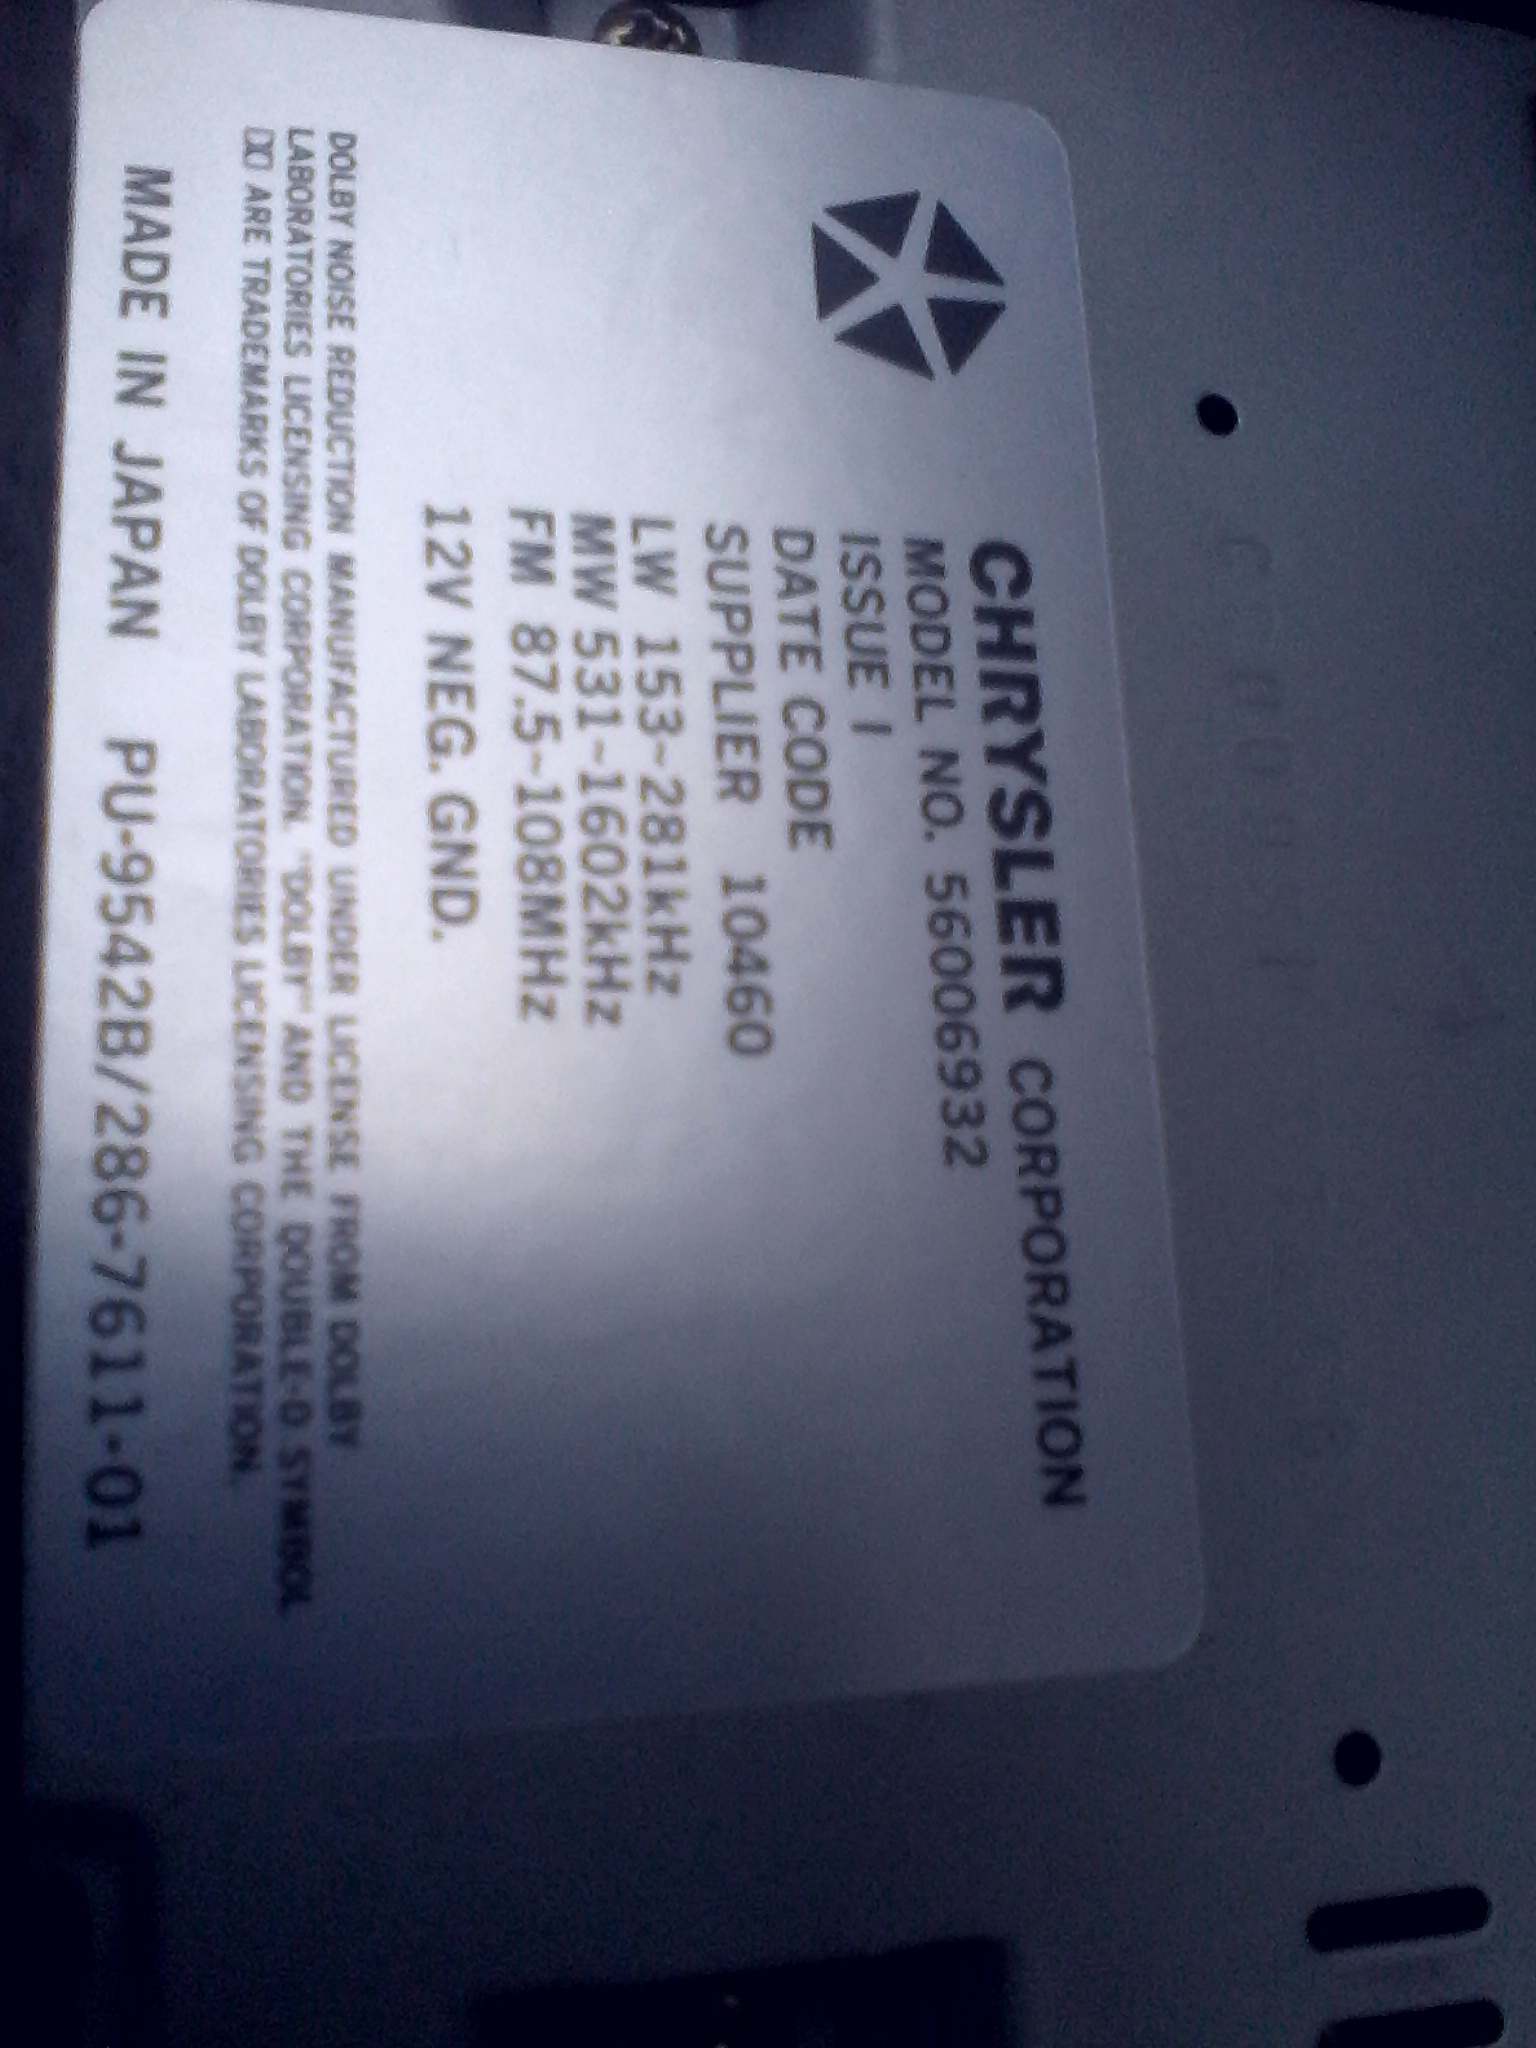 CHRYSLER CORPORATION
MODEL NO. 56006932
ISSUE I
DATE CODE
SUPPLIER 10460
LW 153~281kHz
MW 531~1602kHz
FM 87.5~108MHz
12V NEG. GND.
DOLBY NOISE REDUCTION MANUFACTURED UNDER LICENSE FROM DOLBY
LABORATORIES LICENSING CORPORATION. "DOLBY" AND THE DOUBLE-D SYMBOL
ARE TRADEMARKS OF DOLBY LABORATORIES LICENSING CORPORATION.
MADE IN JAPAN PU-9542B/286-7611-01